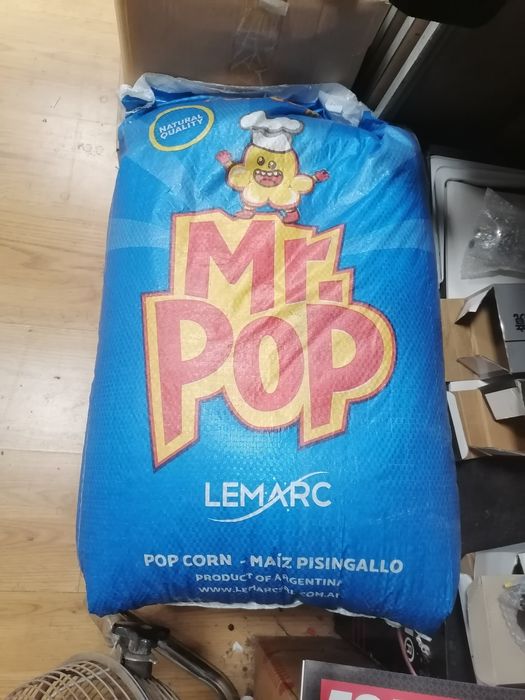 NATURAL
QUALITY
Mr.
POP
LEMARC
POP CORN - MAÍZ PISINGALLO
PRODUCT OF ARGENTINA